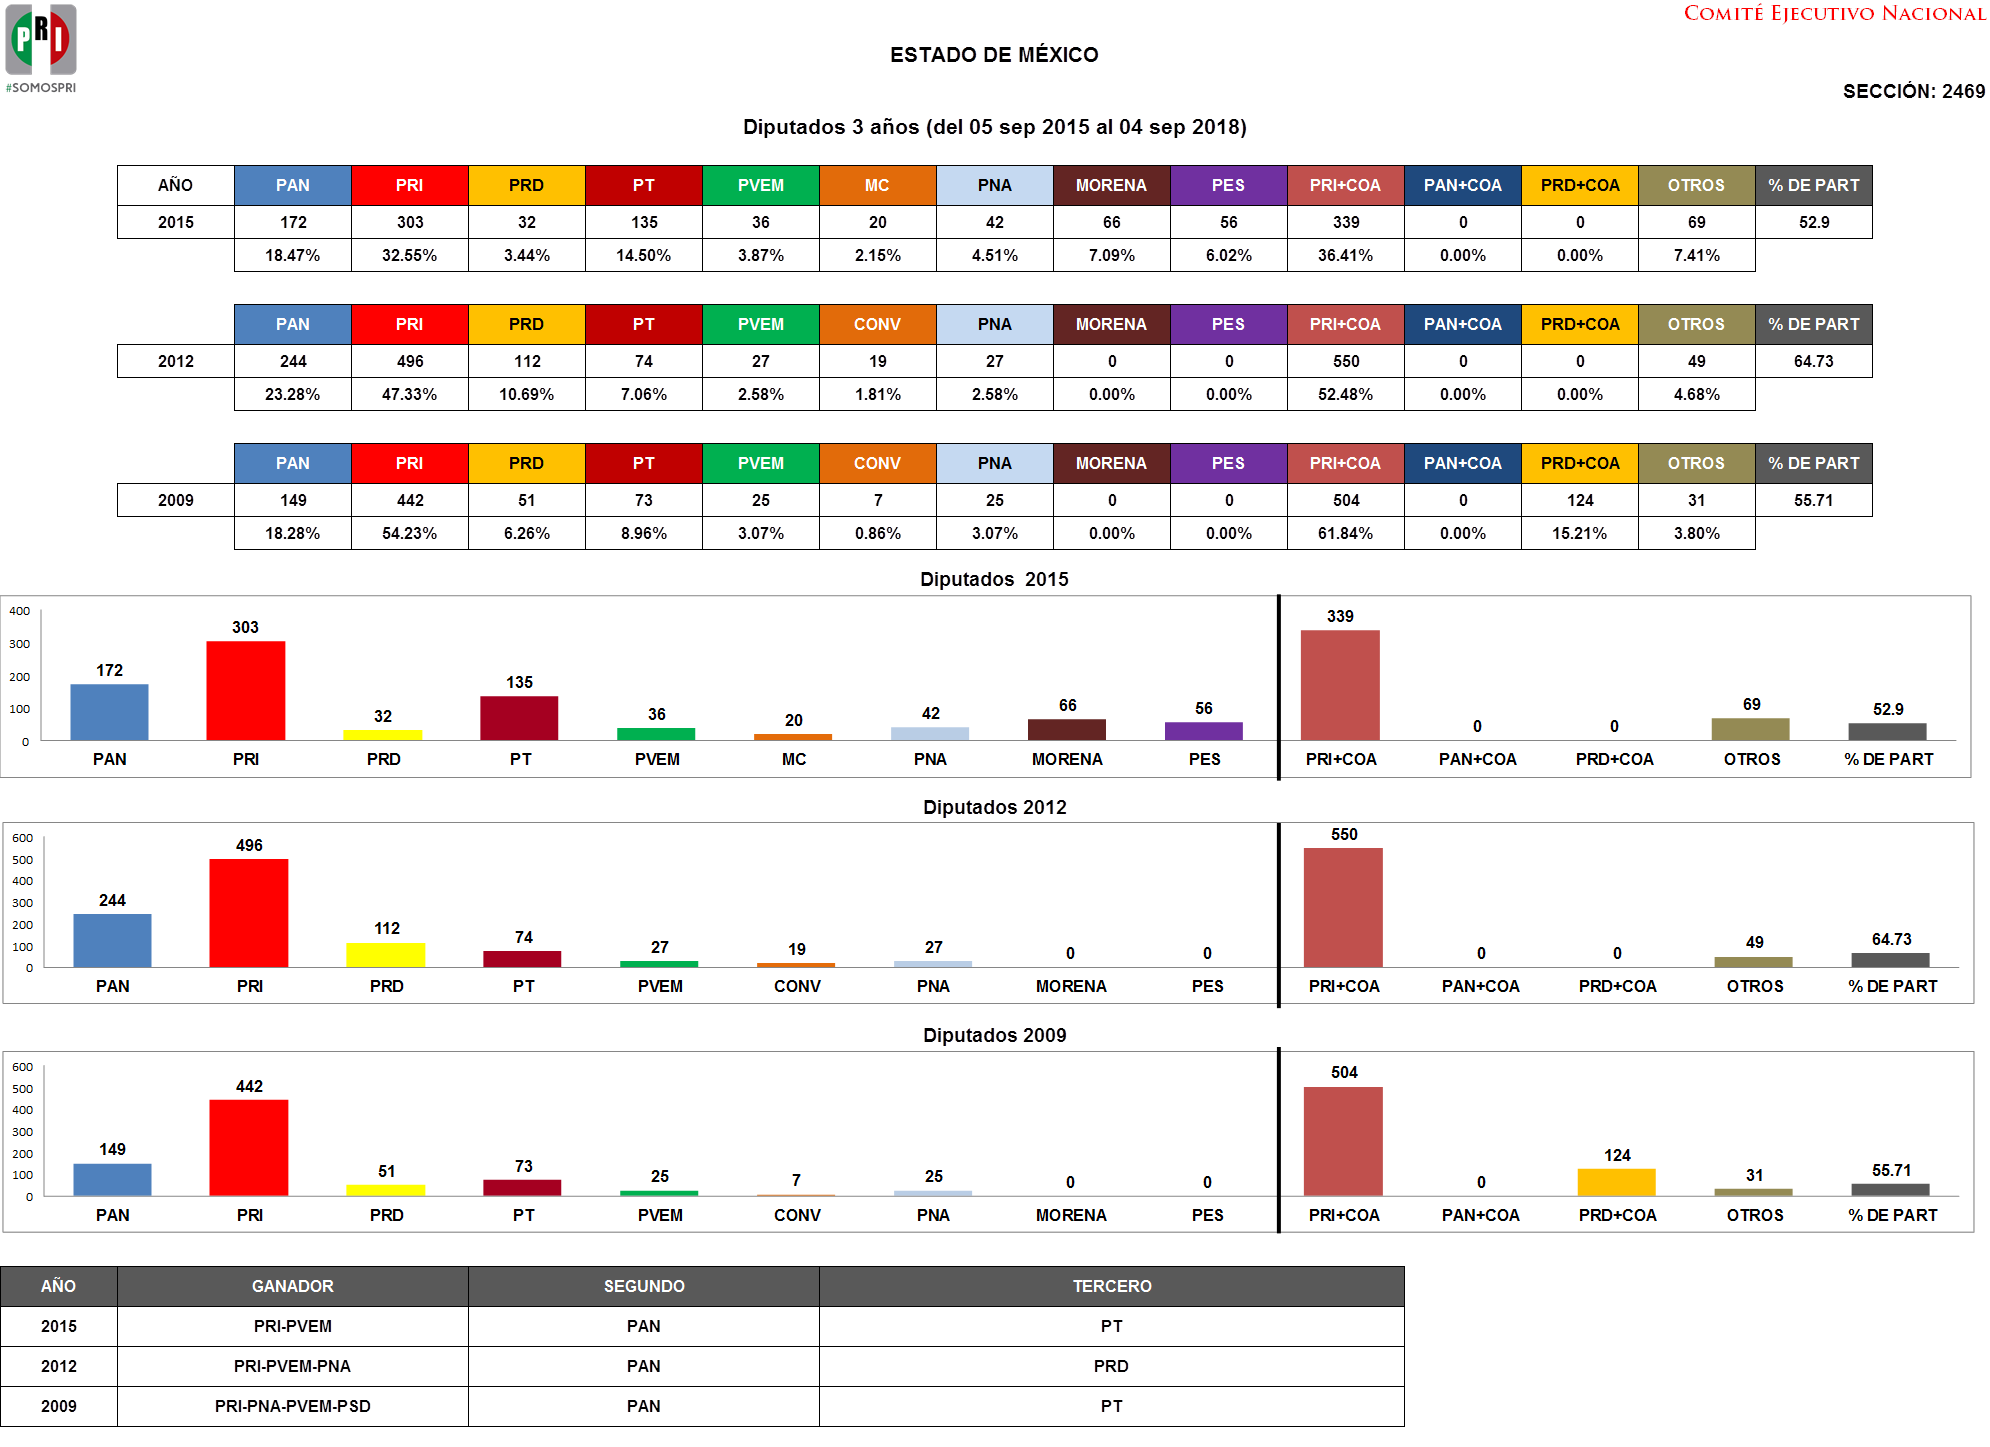 PRI
#SOMOSPRI
COMITÉ EJECUTIVO NACIONAL
ESTADO DE MÉXICO
SECCIÓN: 2469
Diputados 3 años (del 05 sep 2015 al 04 sep 2018)
AÑO PAN PRI PRD PT PVEM MC PNA MORENA PES PRI+COA PAN+COA PRD+COA OTROS % DE PART
2015 172 303 32 135 36 20 42 66 56 339 0 0 69 52.9
18.47% 32.55% 3.44% 14.50% 3.87% 2.15% 4.51% 7.09% 6.02% 36.41% 0.00% 0.00% 7.41%
PAN PRI PRD PT PVEM CONV PNA MORENA PES PRI+COA PAN+COA PRD+COA OTROS % DE PART
2012 244 496 112 74 27 19 27 0 0 550 0 0 49 64.73
23.28% 47.33% 10.69% 7.06% 2.58% 1.81% 2.58% 0.00% 0.00% 52.48% 0.00% 0.00% 4.68%
PAN PRI PRD PT PVEM CONV PNA MORENA PES PRI+COA PAN+COA PRD+COA OTROS % DE PART
2009 149 442 51 73 25 7 25 0 0 504 0 124 31 55.71
18.28% 54.23% 6.26% 8.96% 3.07% 0.86% 3.07% 0.00% 0.00% 61.84% 0.00% 15.21% 3.80%
Diputados 2015
400
300
200
100
0
172 303 32 135 36 20 42 66 56 339 0 0 69 52.9
PAN PRI PRD PT PVEM MC PNA MORENA PES PRI+COA PAN+COA PRD+COA OTROS % DE PART
Diputados 2012
600
500
400
300
200
100
0
244 496 112 74 27 19 27 0 0 550 0 0 49 64.73
PAN PRI PRD PT PVEM CONV PNA MORENA PES PRI+COA PAN+COA PRD+COA OTROS % DE PART
Diputados 2009
600
500
400
300
200
100
0
149 442 51 73 25 7 25 0 0 504 0 124 31 55.71
PAN PRI PRD PT PVEM CONV PNA MORENA PES PRI+COA PAN+COA PRD+COA OTROS % DE PART
AÑO GANADOR SEGUNDO TERCERO
2015 PRI-PVEM PAN PT
2012 PRI-PVEM-PNA PAN PRD
2009 PRI-PNA-PVEM-PSD PAN PT